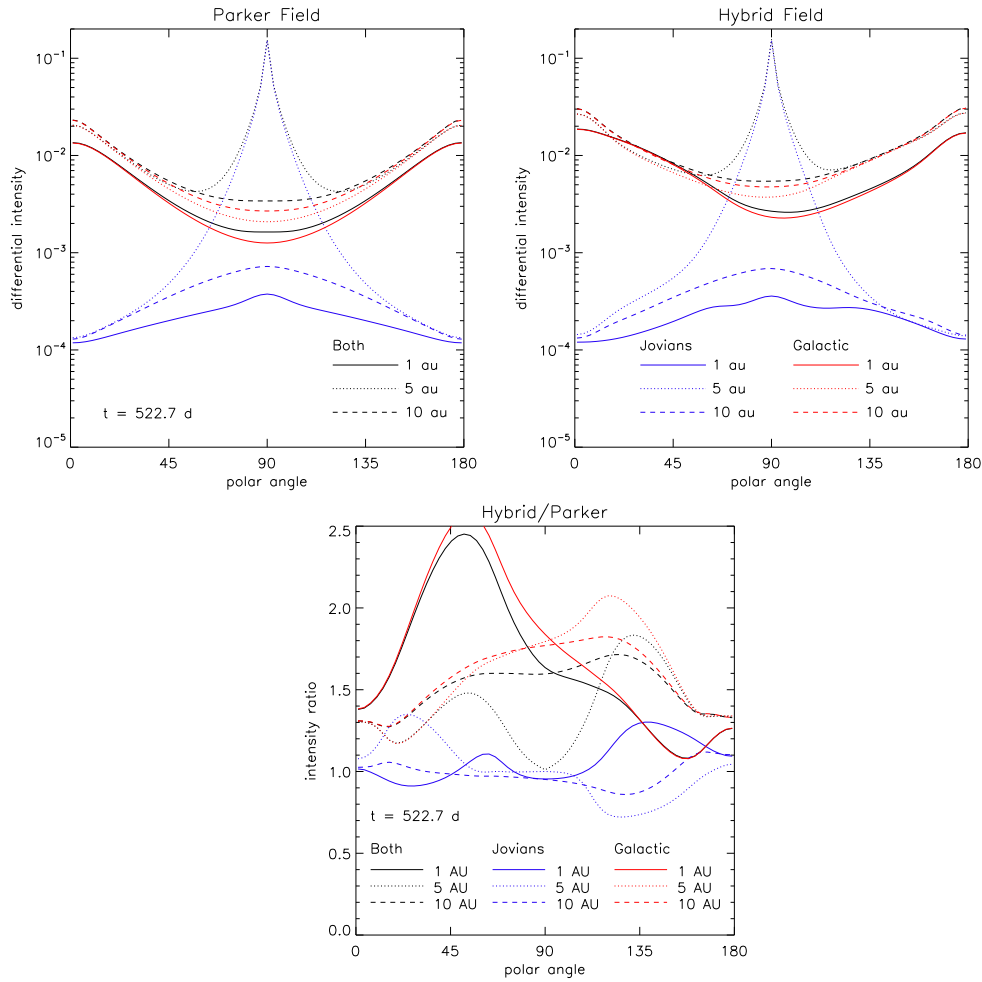 Parker Field
10⁻¹
10⁻²
10⁻³
10⁻⁴
10⁻⁵
differential intensity
Both
1 au
5 au
10 au
t = 522.7 d
0 45 90 135 180
polar angle
Hybrid Field
10⁻¹
10⁻²
10⁻³
10⁻⁴
10⁻⁵
differential intensity
Jovians Galactic
1 au 1 au
5 au 5 au
10 au 10 au
0 45 90 135 180
polar angle
Hybrid/Parker
2.5
2.0
1.5
1.0
0.5
0.0
intensity ratio
t = 522.7 d
Both Jovians Galactic
1 AU 1 AU 1 AU
5 AU 5 AU 5 AU
10 AU 10 AU 10 AU
0 45 90 135 180
polar angle